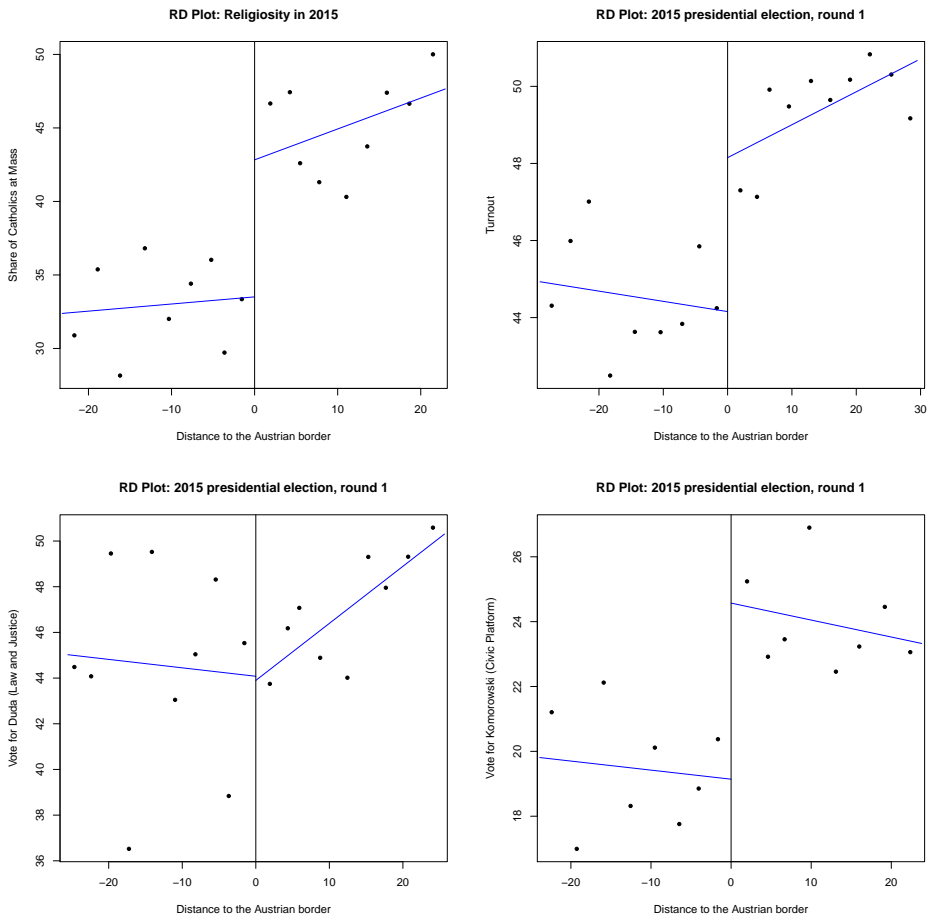 RD Plot: Religiosity in 2015
Share of Catholics at Mass
50
45
40
35
30
−20 −10 0 10 20
Distance to the Austrian border
RD Plot: 2015 presidential election, round 1
Turnout
50
48
46
44
−20 −10 0 10 20 30
Distance to the Austrian border
RD Plot: 2015 presidential election, round 1
Vote for Duda (Law and Justice)
50
48
46
44
42
40
38
36
−20 −10 0 10 20
Distance to the Austrian border
RD Plot: 2015 presidential election, round 1
Vote for Komorowski (Civic Platform)
26
24
22
20
18
−20 −10 0 10 20
Distance to the Austrian border